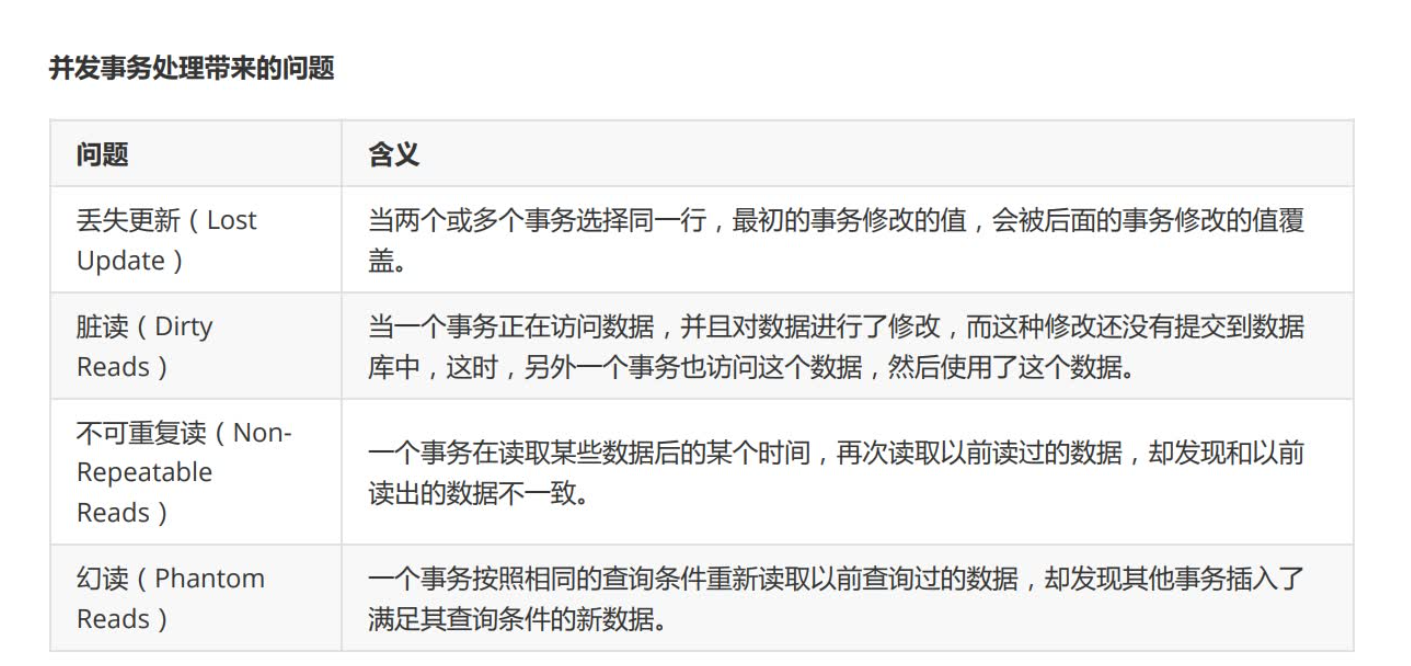 并发事务处理带来的问题
问题
含义
丢失更新（Lost
Update）
当两个或多个事务选择同一行，最初的事务修改的值，会被后面的事务修改的值覆
盖。
脏读（Dirty
Reads）
当一个事务正在访问数据，并且对数据进行了修改，而这种修改还没有提交到数据
库中，这时，另外一个事务也访问这个数据，然后使用了这个数据。
不可重复读（Non-
Repeatable
Reads）
一个事务在读取某些数据后的某个时间，再次读取以前读过的数据，却发现和以前
读出的数据不一致。
幻读（Phantom
Reads）
一个事务按照相同的查询条件重新读取以前查询过的数据，却发现其他事务插入了
满足其查询条件的新数据。